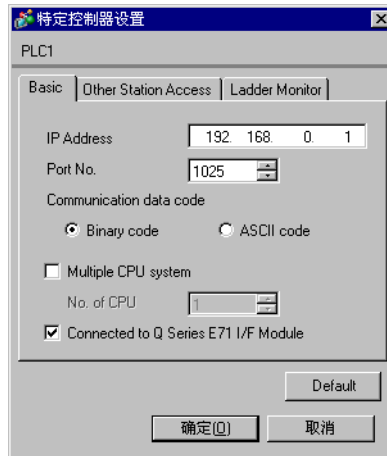 特定控制器设置
PLC1
Basic Other Station Access Ladder Monitor
IP Address 192. 168. 0. 1
Port No. 1025
Communication data code
Binary code ASCII code
Multiple CPU system
No. of CPU 1
Connected to Q Series E71 I/F Module
Default
确定(O) 取消